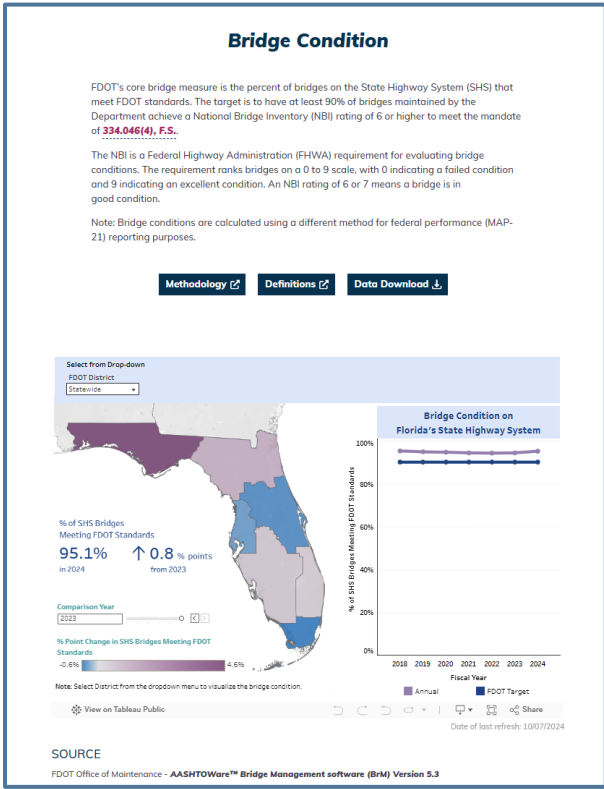 Bridge Condition
FDOT's core bridge measure is the percent of bridges on the State Highway System (SHS) that
meet FDOT standards. The target is to have at least 90% of bridges maintained by the
Department achieve a National Bridge Inventory (NBI) rating of 6 or higher to meet the mandate
of 334.046(4), F.S..
The NBI is a Federal Highway Administration (FHWA) requirement for evaluating bridge
conditions. The requirement ranks bridges on a 0 to 9 scale, with 0 indicating a failed condition
and 9 indicating an excellent condition. An NBI rating of 6 or 7 means a bridge is in
good condition.
Note: Bridge conditions are calculated using a different method for federal performance (MAP-
21) reporting purposes.
Methodology
Definitions
Data Download
Select from Drop-down
FDOT District
Statewide
% of SHS Bridges
Meeting FDOT Standards
95.1%
in 2024
0.8 % points
from 2023
Comparison Year
2023
% Point Change in SHS Bridges Meeting FDOT
Standards
-0.6%
4.6%
Note: Select District from the dropdown menu to visualize the bridge condition.
Bridge Condition on
Florida's State Highway System
% of SHS Bridges Meeting FDOT Standards
100%
80%
60%
40%
20%
0%
2018 2019 2020 2021 2022 2023 2024
Fiscal Year
Annual
FDOT Target
View on Tableau Public
Share
Date of last refresh: 10/07/2024
SOURCE
FDOT Office of Maintenance - AASHTOWare™ Bridge Management software (BrM) Version 5.3